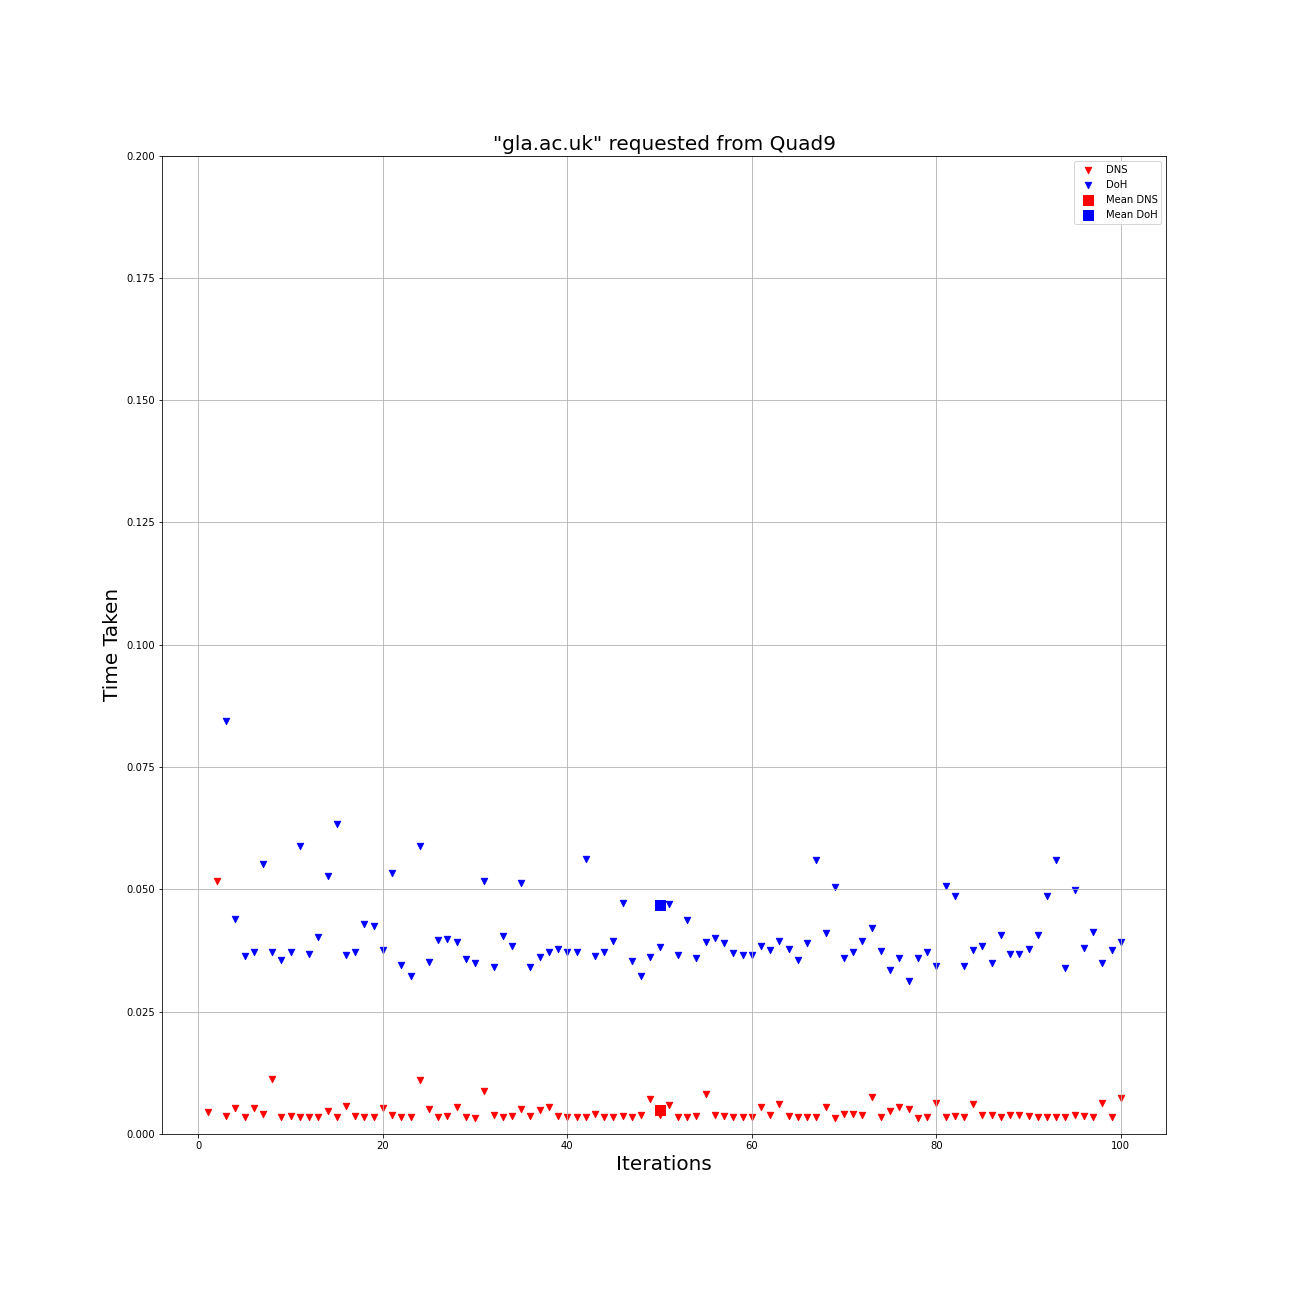 "gla.ac.uk" requested from Quad9
0.200
0.175
0.150
0.125
0.100
0.075
0.050
0.025
0.000
Time Taken
DNS
DoH
Mean DNS
Mean DoH
0 20 40 60 80 100
Iterations